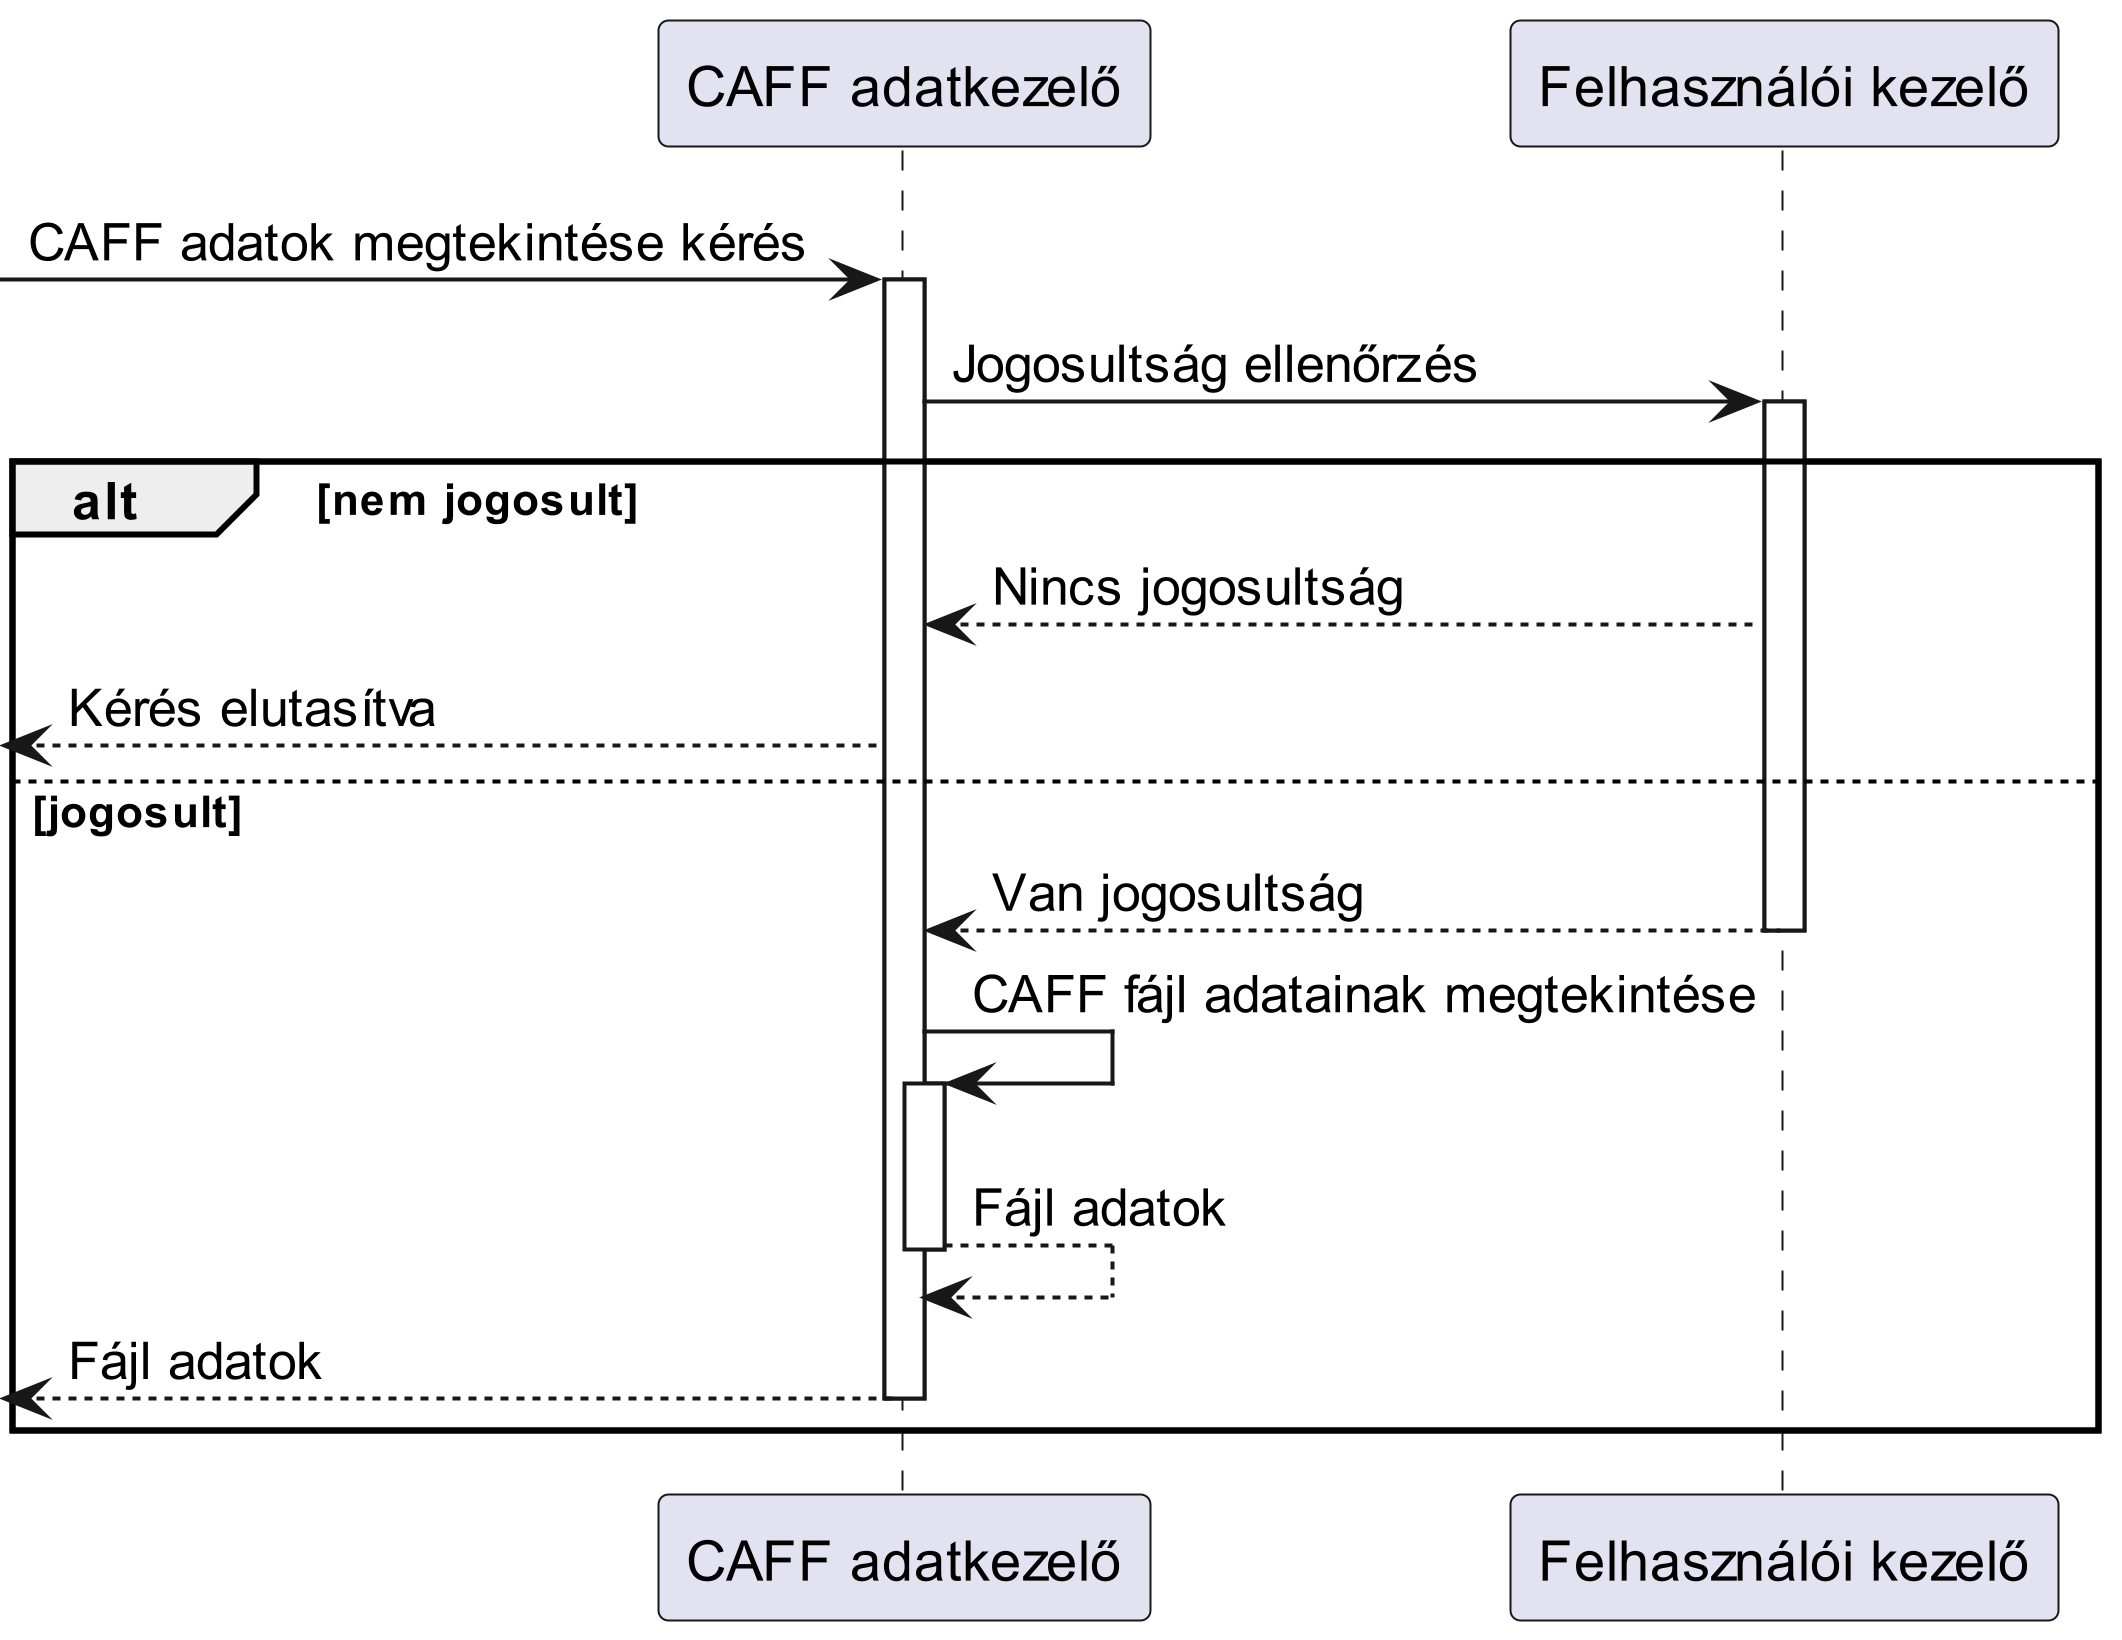 CAFF adatkezelő
Felhasználói kezelő
CAFF adatok megtekintése kérés
Jogosultság ellenőrzés
alt
[nem jogosult]
Nincs jogosultság
Kérés elutasítva
[jogosult]
Van jogosultság
CAFF fájl adatainak megtekintése
Fájl adatok
Fájl adatok
CAFF adatkezelő
Felhasználói kezelő